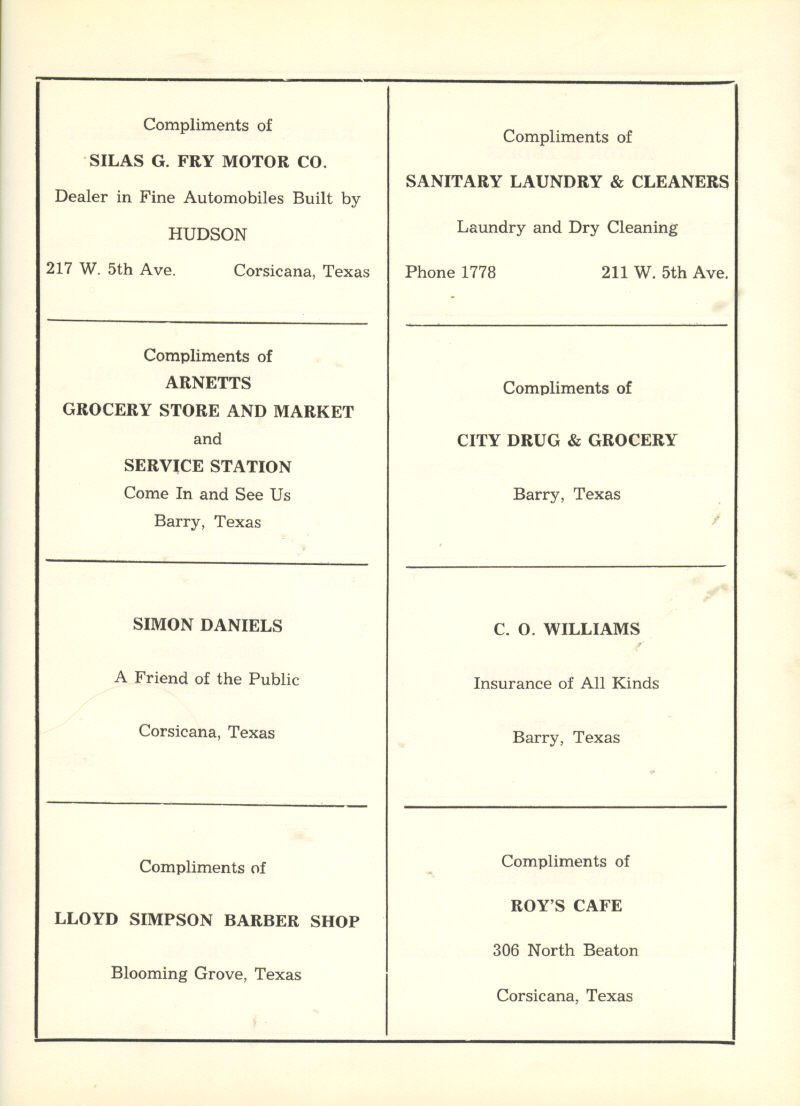 Compliments of
SILAS G. FRY MOTOR CO.
Dealer in Fine Automobiles Built by
HUDSON
217 W. 5th Ave. Corsicana, Texas
Compliments of
SANITARY LAUNDRY & CLEANERS
Laundry and Dry Cleaning
Phone 1778 211 W. 5th Ave.
Compliments of
ARNETTS
GROCERY STORE AND MARKET
and
SERVICE STATION
Come In and See Us
Barry, Texas
Compliments of
CITY DRUG & GROCERY
Barry, Texas
SIMON DANIELS
A Friend of the Public
Corsicana, Texas
C. O. WILLIAMS
Insurance of All Kinds
Barry, Texas
Compliments of
LLOYD SIMPSON BARBER SHOP
Blooming Grove, Texas
Compliments of
ROY'S CAFE
306 North Beaton
Corsicana, Texas